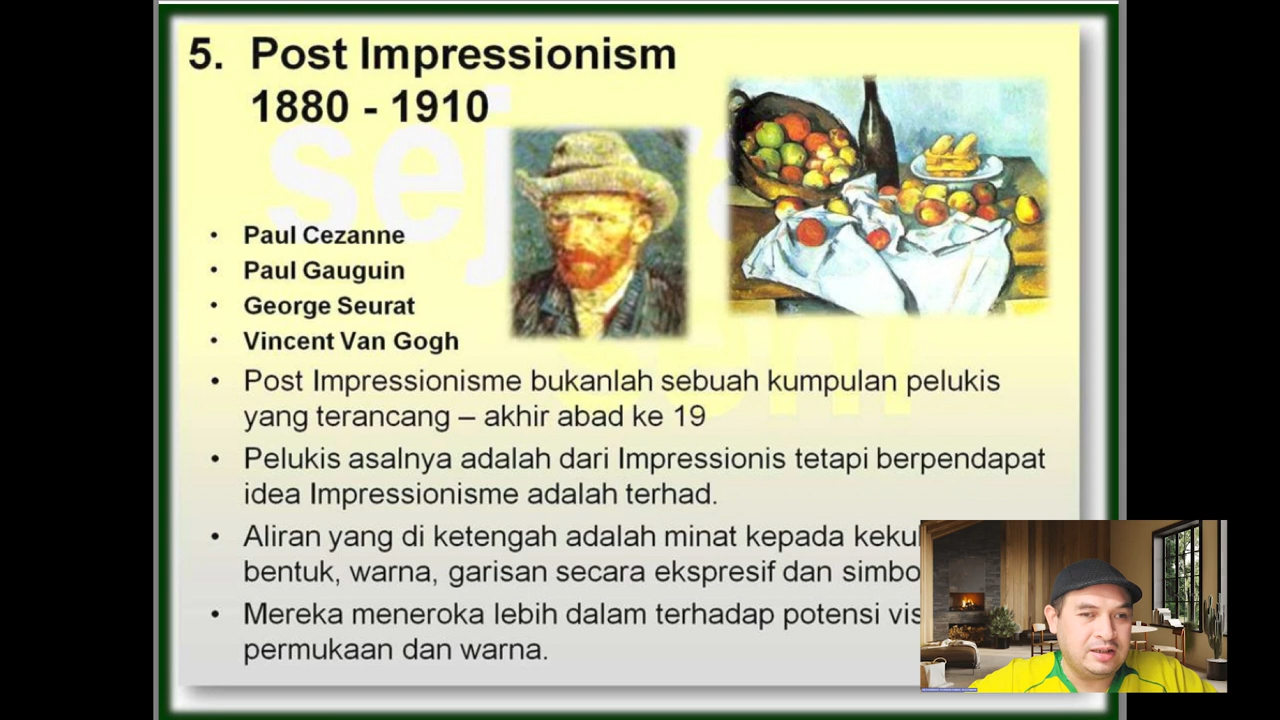 5. Post Impressionism
1880 - 1910
• Paul Cezanne
• Paul Gauguin
• George Seurat
• Vincent Van Gogh
• Post Impressionisme bukanlah sebuah kumpulan pelukis
yang terancang – akhir abad ke 19
• Pelukis asalnya adalah dari Impressionis tetapi berpendapat
idea Impressionisme adalah terhad.
• Aliran yang di ketengah adalah minat kepada
bentuk, warna, garisan secara ekspresif dan
• Mereka meneroka lebih dalam terhadap potensi
permukaan dan warna.